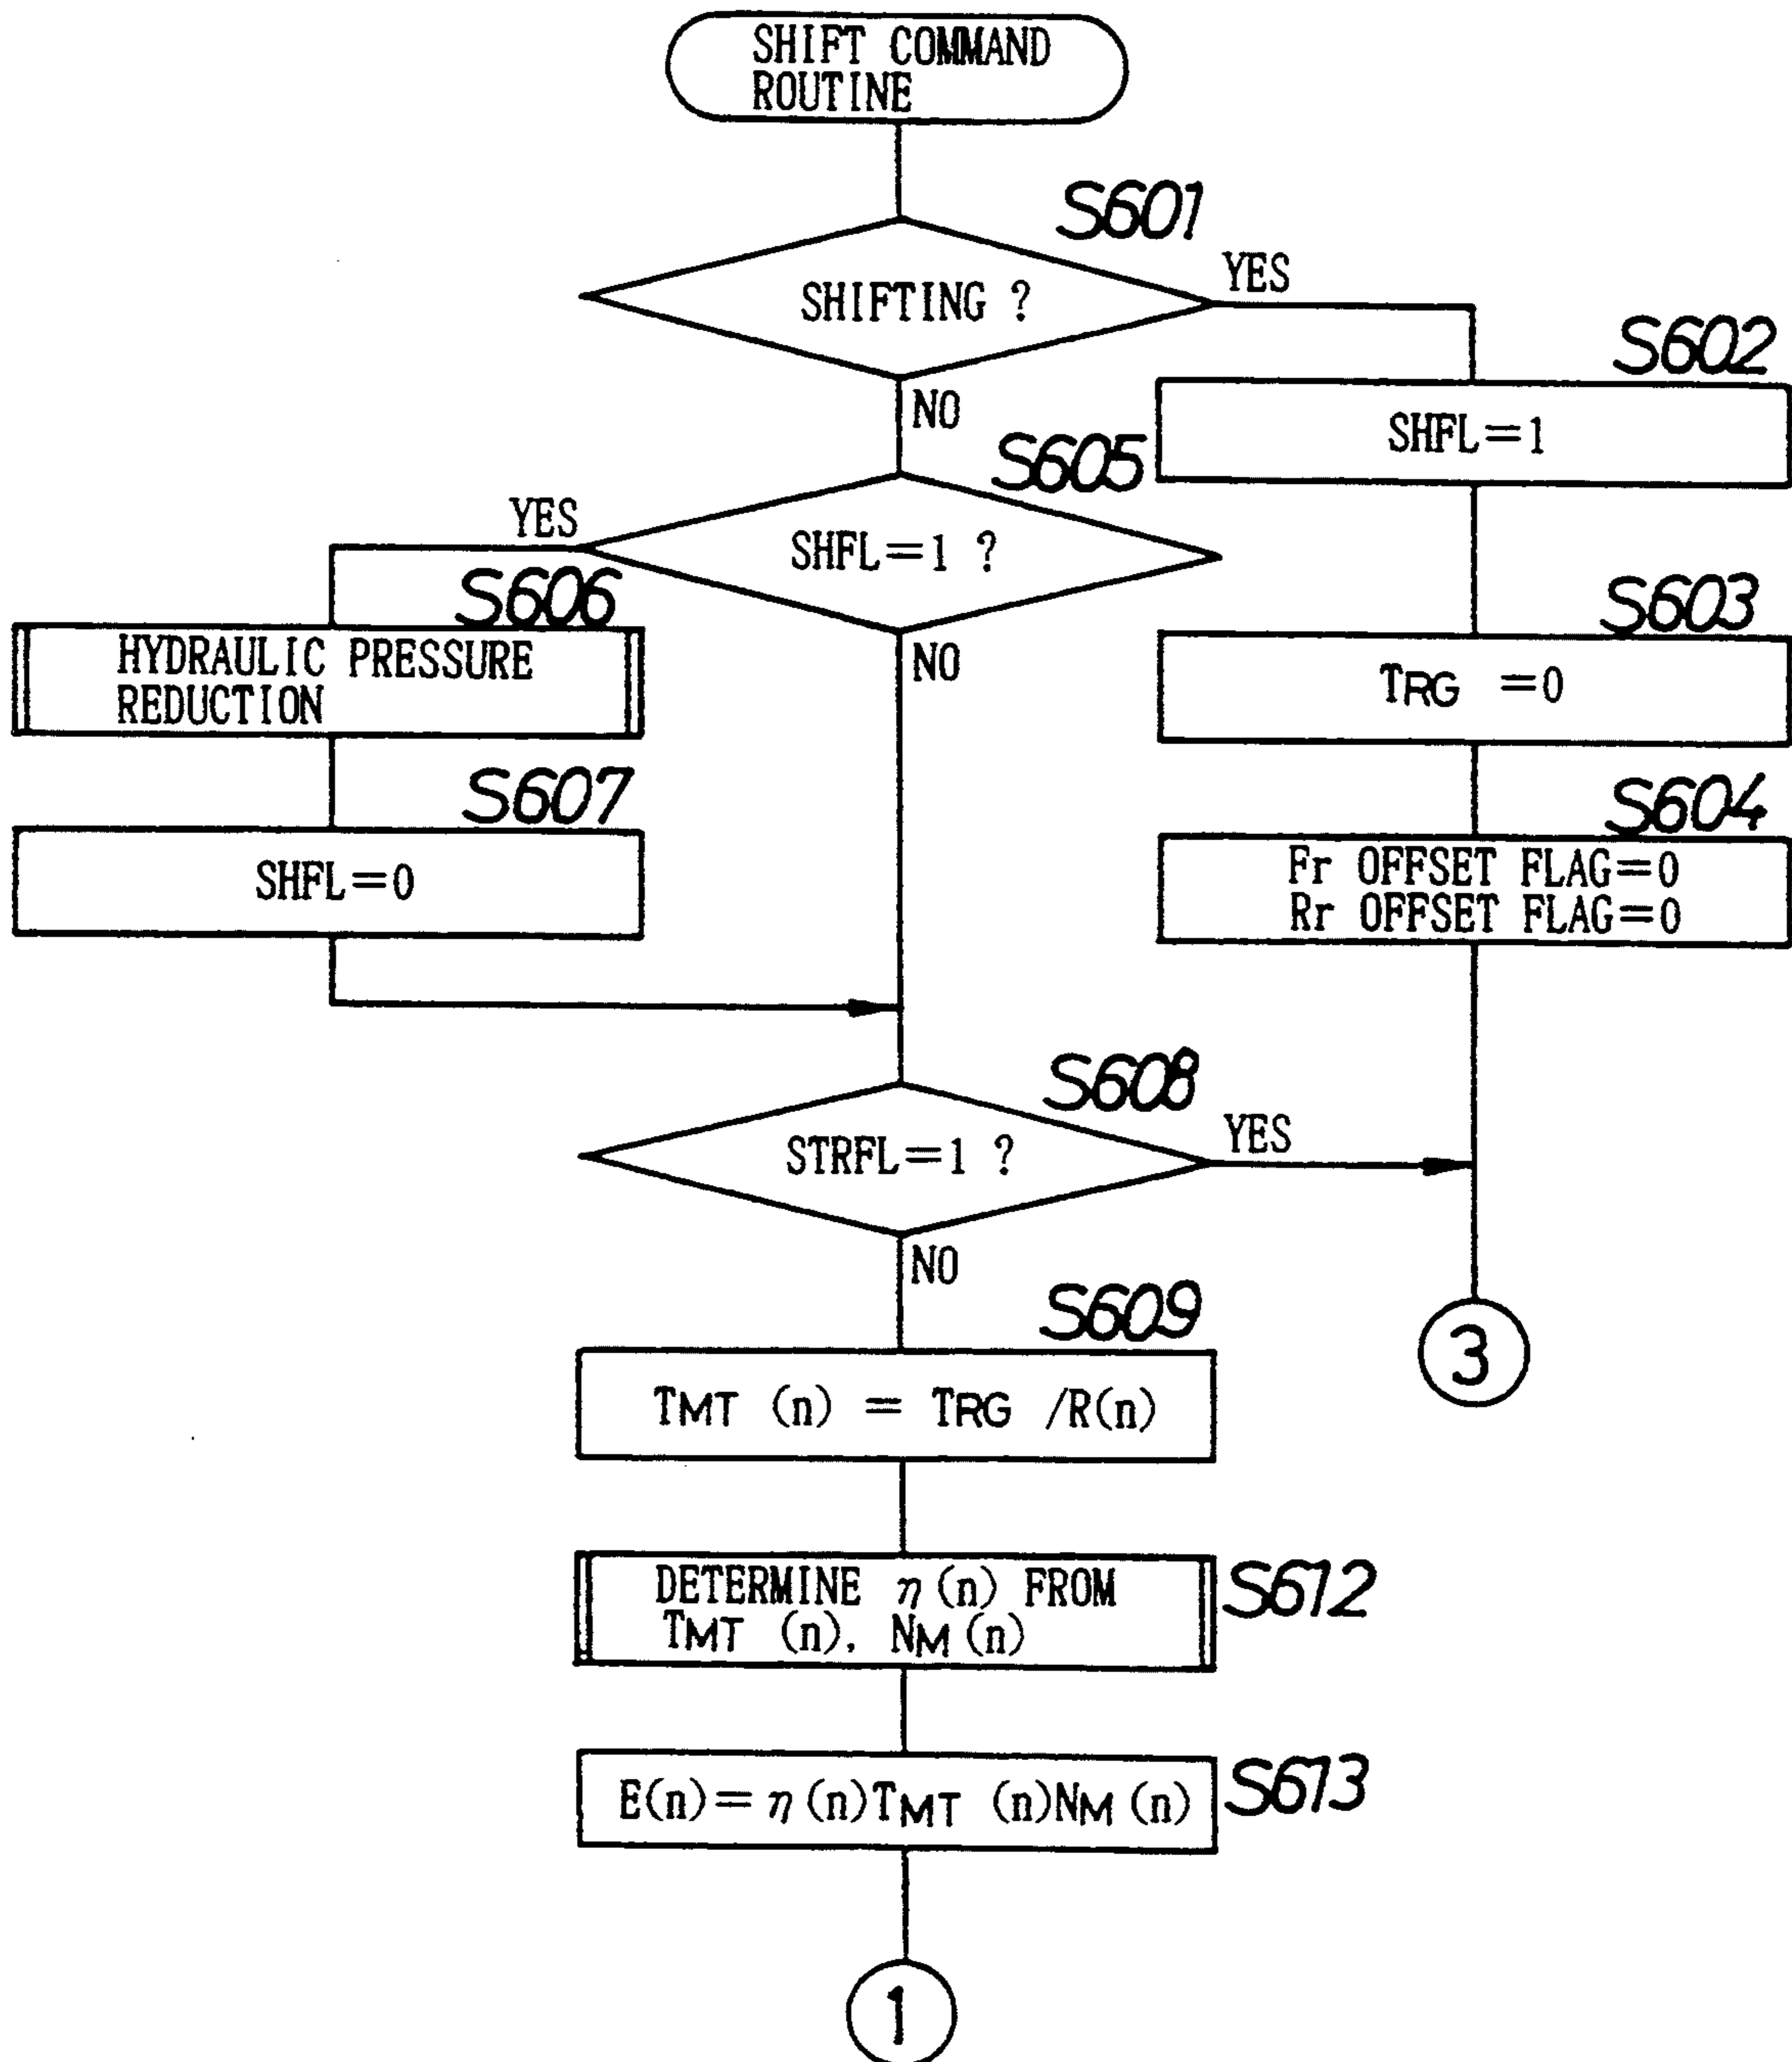 SHIFT COMMAND
ROUTINE
S601
SHIFTING ?
YES
NO
S602
SHFL=1
S605
SHFL=1 ?
YES
NO
S603
TRG =0
S606
HYDRAULIC PRESSURE
REDUCTION
S604
Fr OFFSET FLAG=0
Rr OFFSET FLAG=0
S607
SHFL=0
S608
STRFL=1 ?
YES
NO
3
S609
TMT (n) = TRG /R(n)
DETERMINE η(n) FROM
TMT (n), NM(n)
S612
E(n)=η(n)TMT (n)NM(n)
S613
1